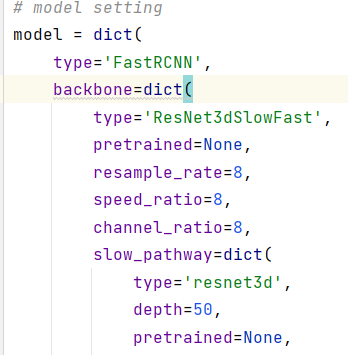 # model setting
model = dict(
    type='FastRCNN',
    backbone=dict(
        type='ResNet3dSlowFast',
        pretrained=None,
        resample_rate=8,
        speed_ratio=8,
        channel_ratio=8,
        slow_pathway=dict(
            type='resnet3d',
            depth=50,
            pretrained=None,